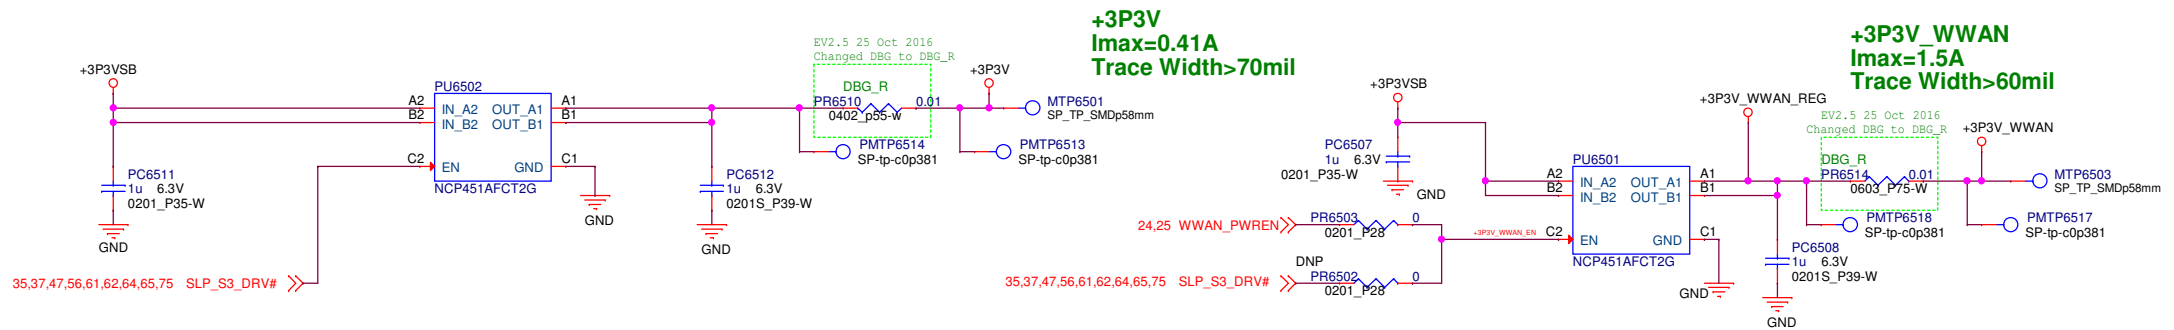 +3P3V
Imax=0.41A
Trace Width>70mil
EV2.5 25 Oct 2016
Changed DBG to DBG_R
+3P3VSB
PU6502
A2 IN_A2 OUT_A1 A1
B2 IN_B2 OUT_B1 B1
C2 EN GND C1
NCP451AFCT2G
DBG_R
PR6510 0.01
0402_p55-w
+3P3V
MTP6501
SP_TP_SMDp58mm
PMTP6514
SP-tp-c0p381
PMTP6513
SP-tp-c0p381
PC6511
1u 6.3V
0201_P35-W
GND
GND
PC6512
1u 6.3V
0201S_P39-W
GND
35,37,47,56,61,62,64,65,75 SLP_S3_DRV#
+3P3V_WWAN
Imax=1.5A
Trace Width>60mil
+3P3VSB
+3P3V_WWAN_REG
EV2.5 25 Oct 2016
Changed DBG to DBG_R
+3P3V_WWAN
PC6507
1u 6.3V
0201_P35-W
GND
PU6501
A2 IN_A2 OUT_A1 A1
B2 IN_B2 OUT_B1 B1
C2 EN GND C1
NCP451AFCT2G
DBG_R
PR6514 0.01
0603_P75-W
MTP6503
SP_TP_SMDp58mm
PMTP6518
SP-tp-c0p381
PMTP6517
SP-tp-c0p381
24,25 WWAN_PWREN
PR6503 0
0201_P28
+3P3V_WWAN_EN
DNP
PR6502 0
0201_P28
35,37,47,56,61,62,64,65,75 SLP_S3_DRV#
GND
PC6508
1u 6.3V
0201S_P39-W
GND